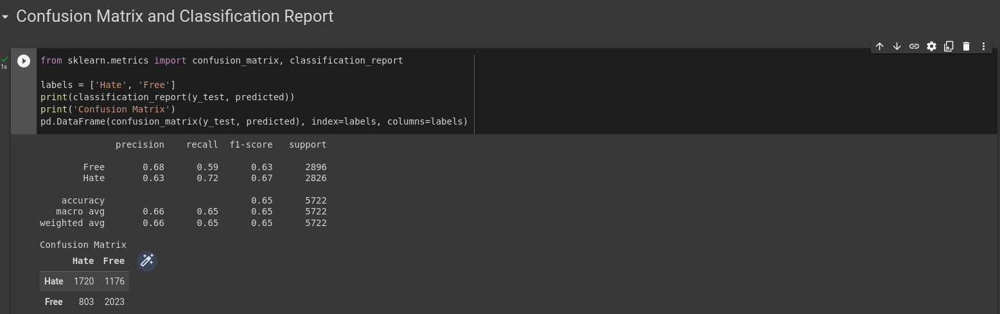 Confusion Matrix and Classification Report
1s
from sklearn.metrics import confusion_matrix, classification_report
labels = ['Hate', 'Free']
print(classification_report(y_test, predicted))
print('Confusion Matrix')
pd.DataFrame(confusion_matrix(y_test, predicted), index=labels, columns=labels)
precision recall f1-score support
Free 0.68 0.59 0.63 2896
Hate 0.63 0.72 0.67 2826
accuracy 0.65 5722
macro avg 0.66 0.65 0.65 5722
weighted avg 0.66 0.65 0.65 5722
Confusion Matrix
Hate Free
Hate 1720 1176
Free 803 2023